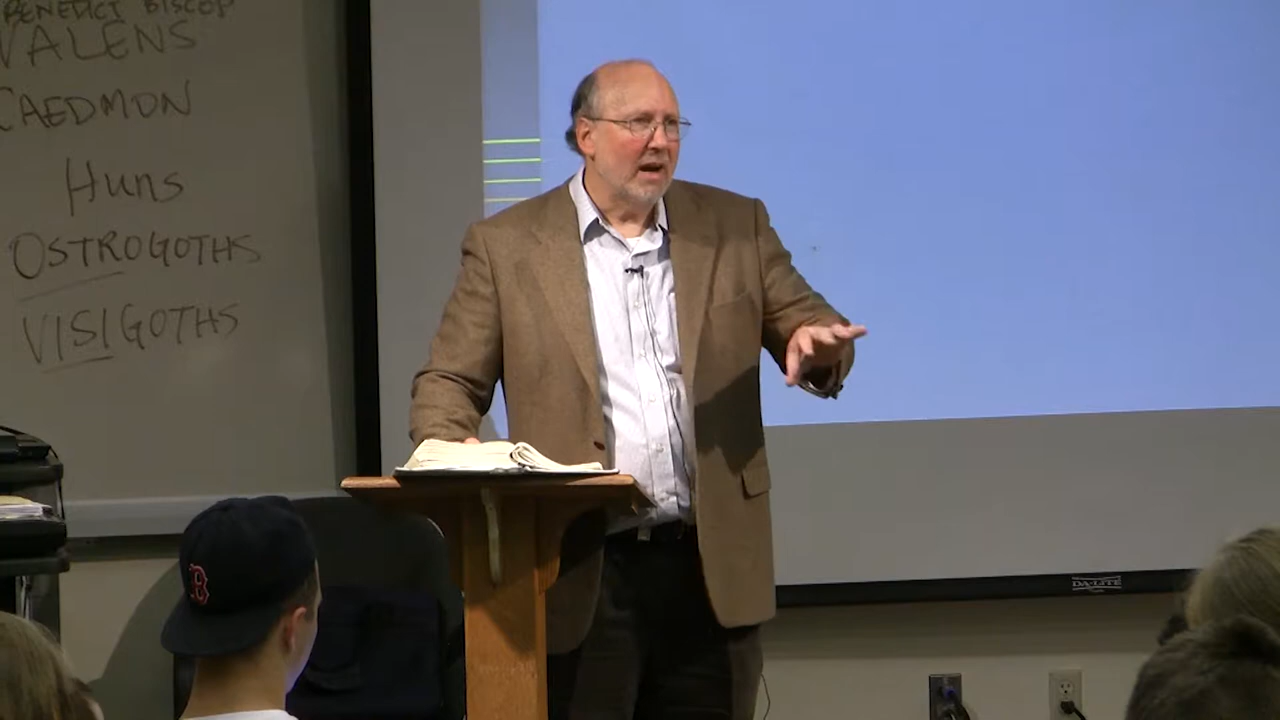 BENEDICT BISCOP
VALENS
CAEDMON
Huns
OSTROGOTHS
VISIGOTHS
B
DA-LITE